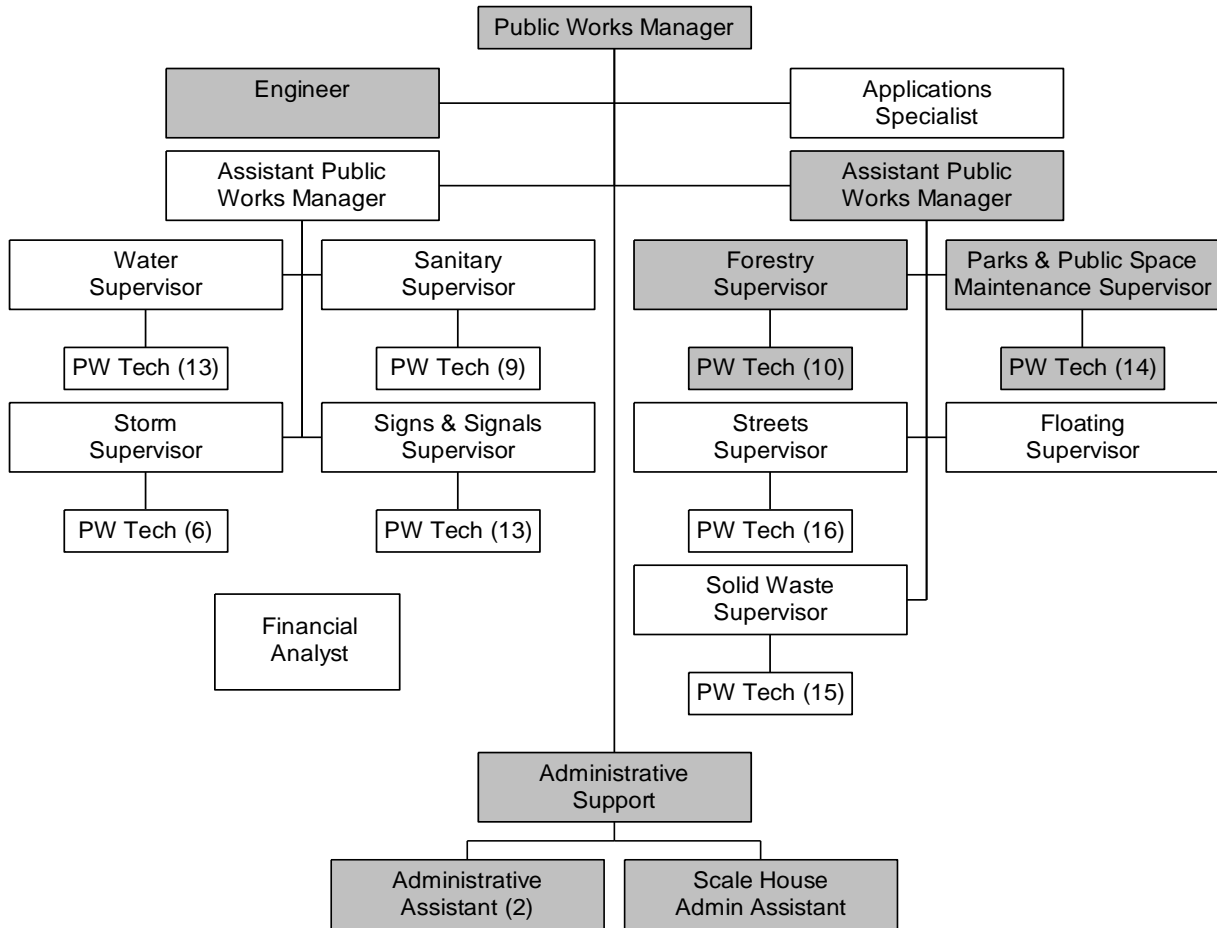 Public Works Manager
Engineer
Applications
Specialist
Assistant Public
Works Manager
Assistant Public
Works Manager
Water
Supervisor
Sanitary
Supervisor
Forestry
Supervisor
Parks & Public Space
Maintenance Supervisor
PW Tech (13)
PW Tech (9)
PW Tech (10)
PW Tech (14)
Storm
Supervisor
Signs & Signals
Supervisor
Streets
Supervisor
Floating
Supervisor
PW Tech (6)
PW Tech (13)
PW Tech (16)
Solid Waste
Supervisor
Financial
Analyst
PW Tech (15)
Administrative
Support
Administrative
Assistant (2)
Scale House
Admin Assistant